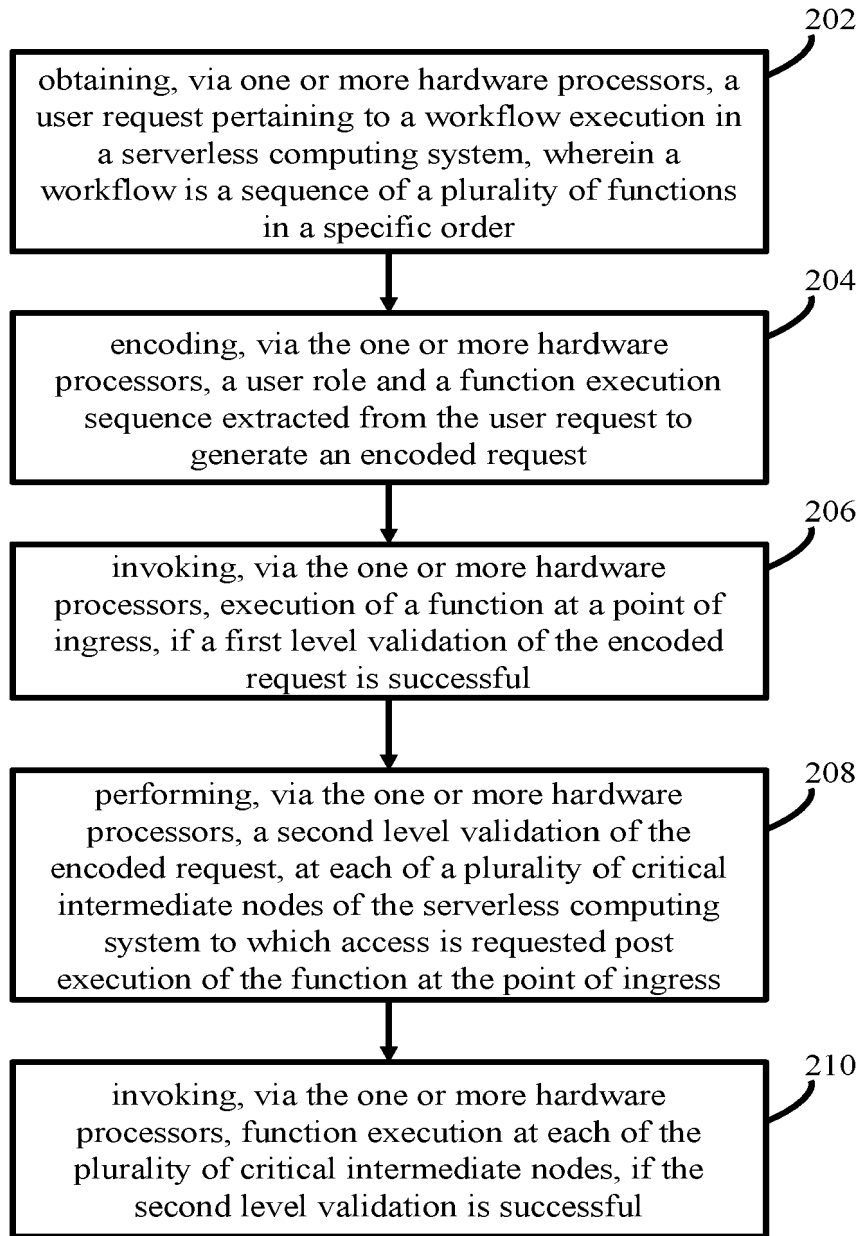 202
obtaining, via one or more hardware processors, a
user request pertaining to a workflow execution in
a serverless computing system, wherein a
workflow is a sequence of a plurality of functions
in a specific order
204
encoding, via the one or more hardware
processors, a user role and a function execution
sequence extracted from the user request to
generate an encoded request
206
invoking, via the one or more hardware
processors, execution of a function at a point of
ingress, if a first level validation of the encoded
request is successful
208
performing, via the one or more hardware
processors, a second level validation of the
encoded request, at each of a plurality of critical
intermediate nodes of the serverless computing
system to which access is requested post
execution of the function at the point of ingress
210
invoking, via the one or more hardware
processors, function execution at each of the
plurality of critical intermediate nodes, if the
second level validation is successful